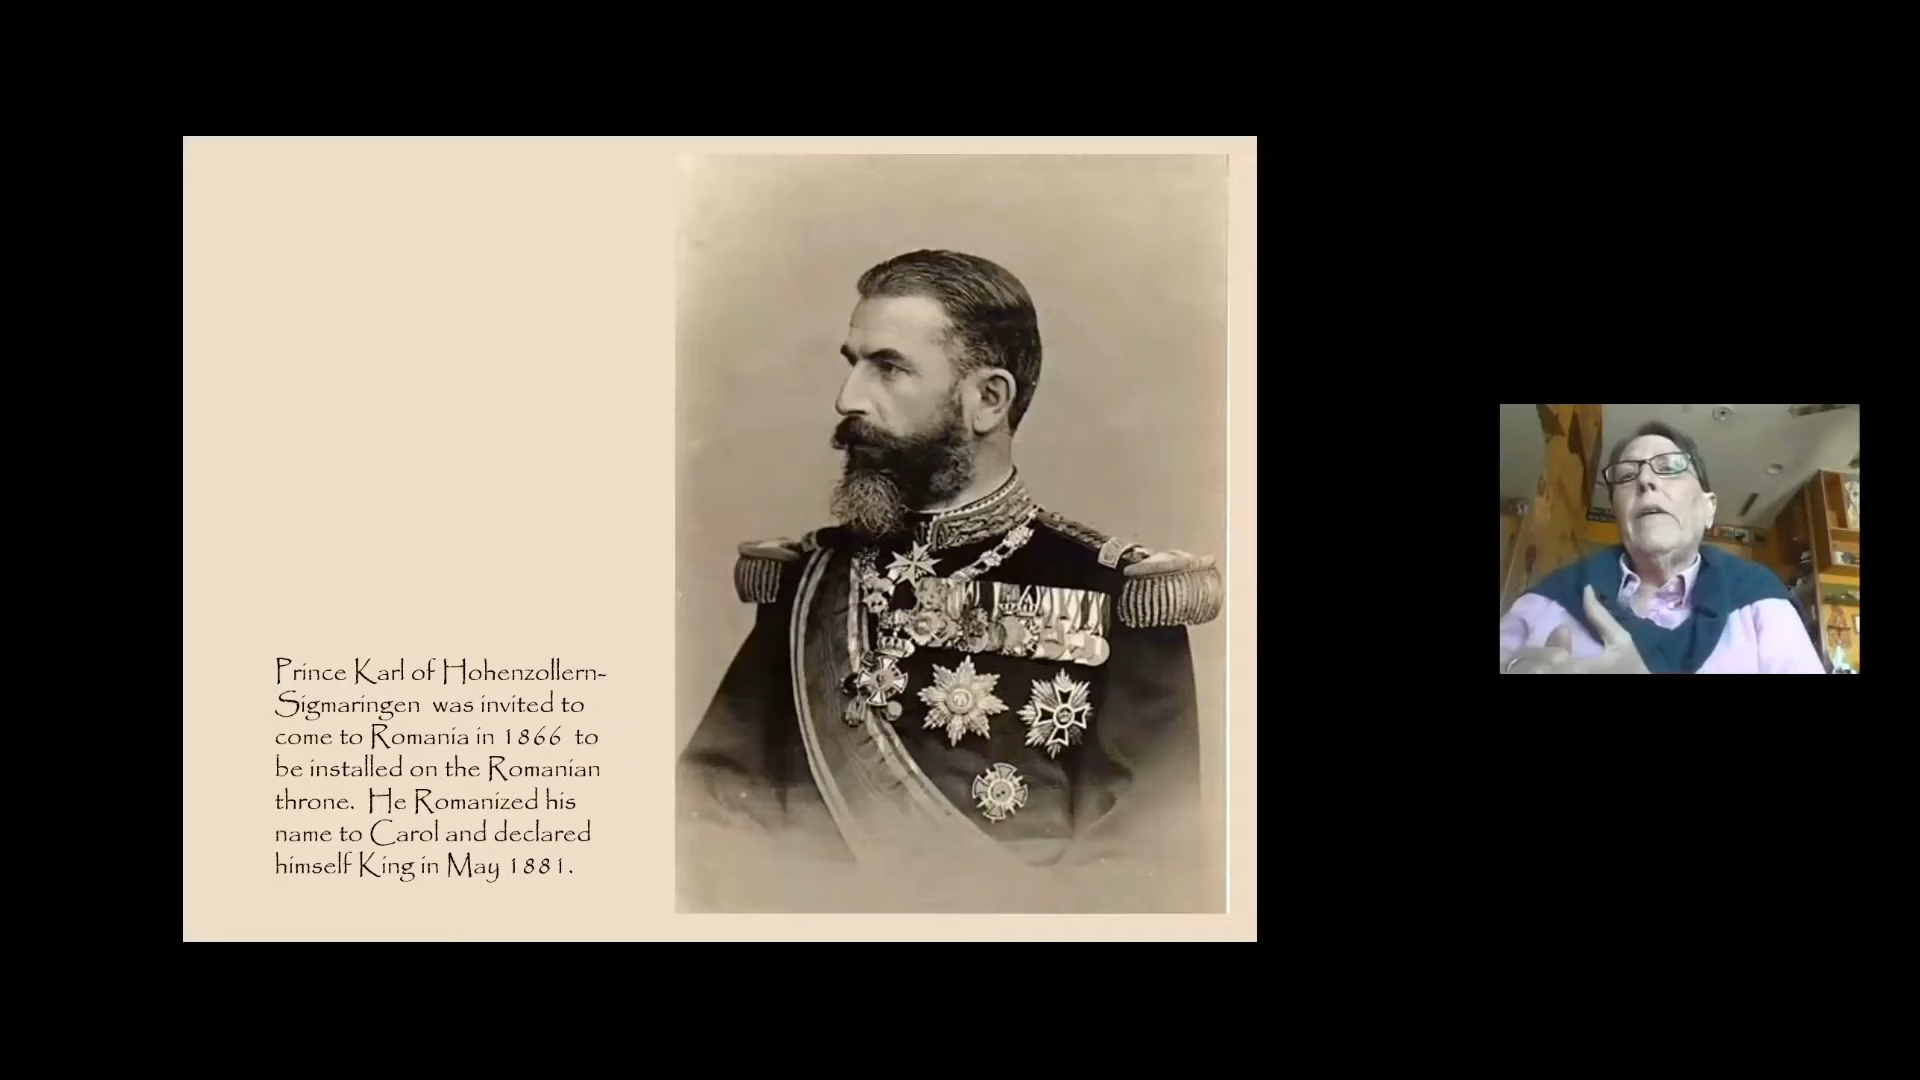 Prince Karl of Hohenzollern-
Sigmaringen was invited to
come to Romania in 1866 to
be installed on the Romanian
throne. He Romanized his
name to Carol and declared
himself King in May 1881.